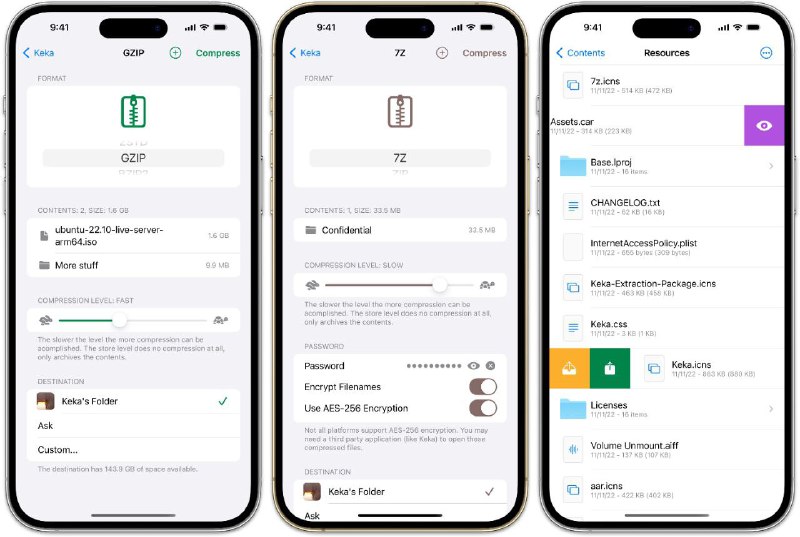 9:41
Keka
GZIP
Compress
FORMAT
GZIP
CONTENTS: 2, SIZE: 1.6 GB
ubuntu-22.10-live-server-
arm64.iso
1.6 GB
More stuff
9.9 MB
COMPRESSION LEVEL: FAST
The slower the level the more compression can be
acomplished. The store level does no compression at all,
only archives the contents.
DESTINATION
Keka's Folder
Ask
Custom...
The destination has 143.9 GB of space available.
9:41
Keka
7Z
Compress
FORMAT
7Z
ZIP
CONTENTS: 1, SIZE: 33.5 MB
Confidential
33.5 MB
COMPRESSION LEVEL: SLOW
The slower the level the more compression can be
acomplished. The store level does no compression at all,
only archives the contents.
PASSWORD
Password
Encrypt Filenames
Use AES-256 Encryption
Not all platforms support AES-256 encryption. You may
need a third party application (like Keka) to open those
compressed files.
DESTINATION
Keka's Folder
Ask
9:41
Contents
Resources
7z.icns
11/11/22 - 514 KB (472 KB)
Assets.car
11/11/22 - 314 KB (223 KB)
Base.lproj
11/11/22 - 16 items
CHANGELOG.txt
11/11/22 - 62 KB (16 KB)
InternetAccessPolicy.plist
11/11/22 - 655 bytes (309 bytes)
Keka-Extraction-Package.icns
11/11/22 - 463 KB (455 KB)
Keka.css
11/11/22 - 3 KB (1 KB)
Keka.icns
11/11/22 - 863 KB (860 KB)
Licenses
11/11/22 - 16 items
Volume Unmount.aiff
11/11/22 - 137 KB (107 KB)
aar.icns
11/11/22 - 422 KB (402 KB)